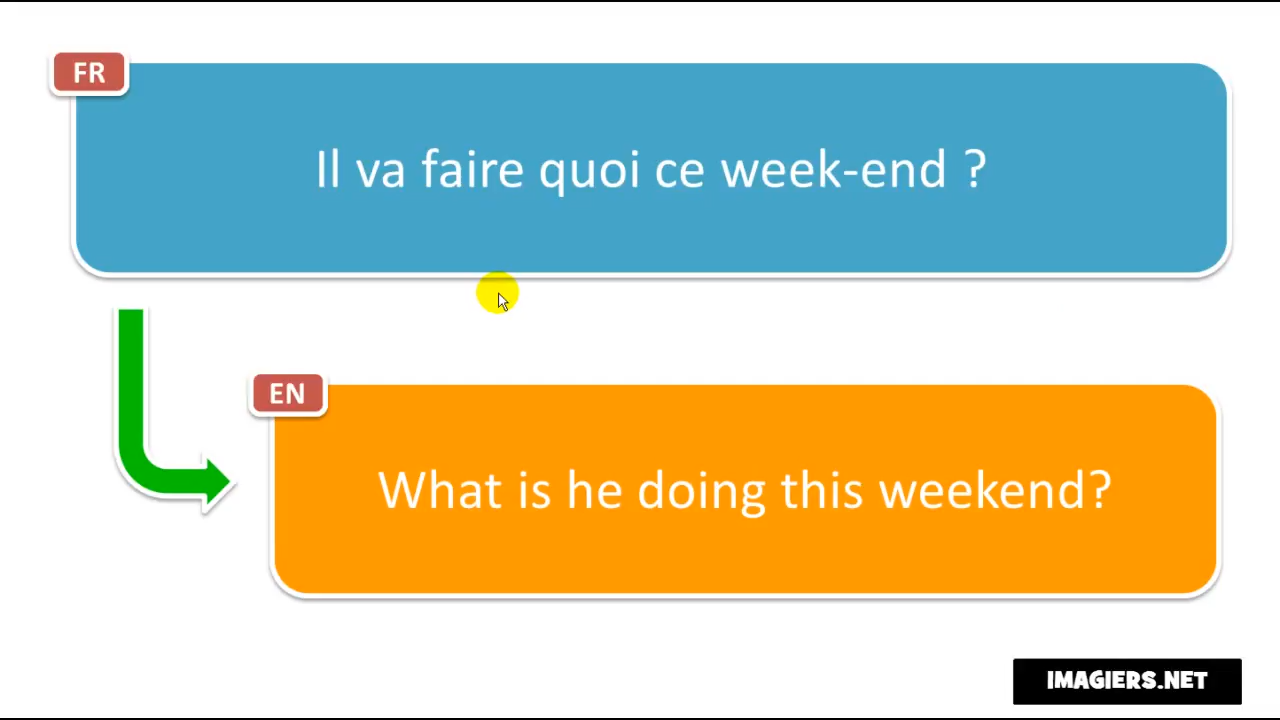 FR
Il va faire quoi ce week-end ?
EN
What is he doing this weekend?
IMAGIERS.NET